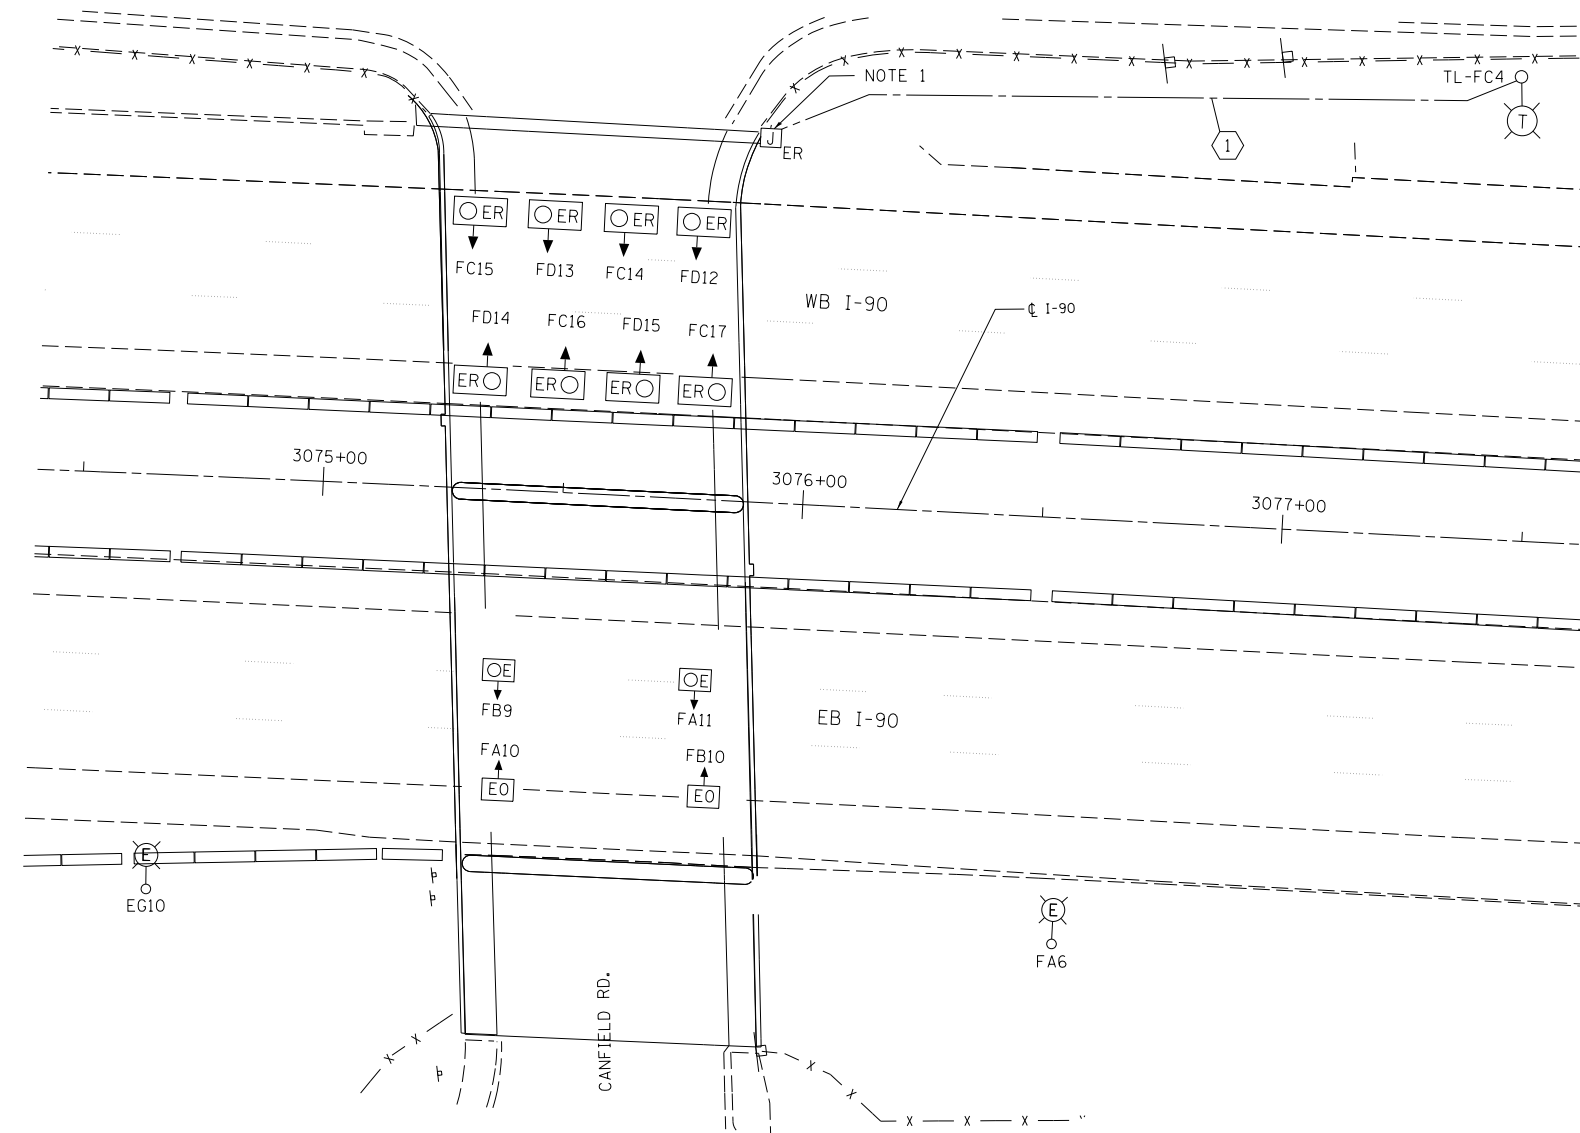 NOTE 1
TL-FC4
T
J
ER
1
ER
ER
ER
ER
FC15
FD13
FC14
FD12
WB I-90
℄ I-90
FD14
FC16
FD15
FC17
ER
ER
ER
ER
3075+00
3076+00
3077+00
E
E
FB9
FA11
EB I-90
FA10
FB10
EO
EO
E
EG10
E
FA6
CANFIELD RD.